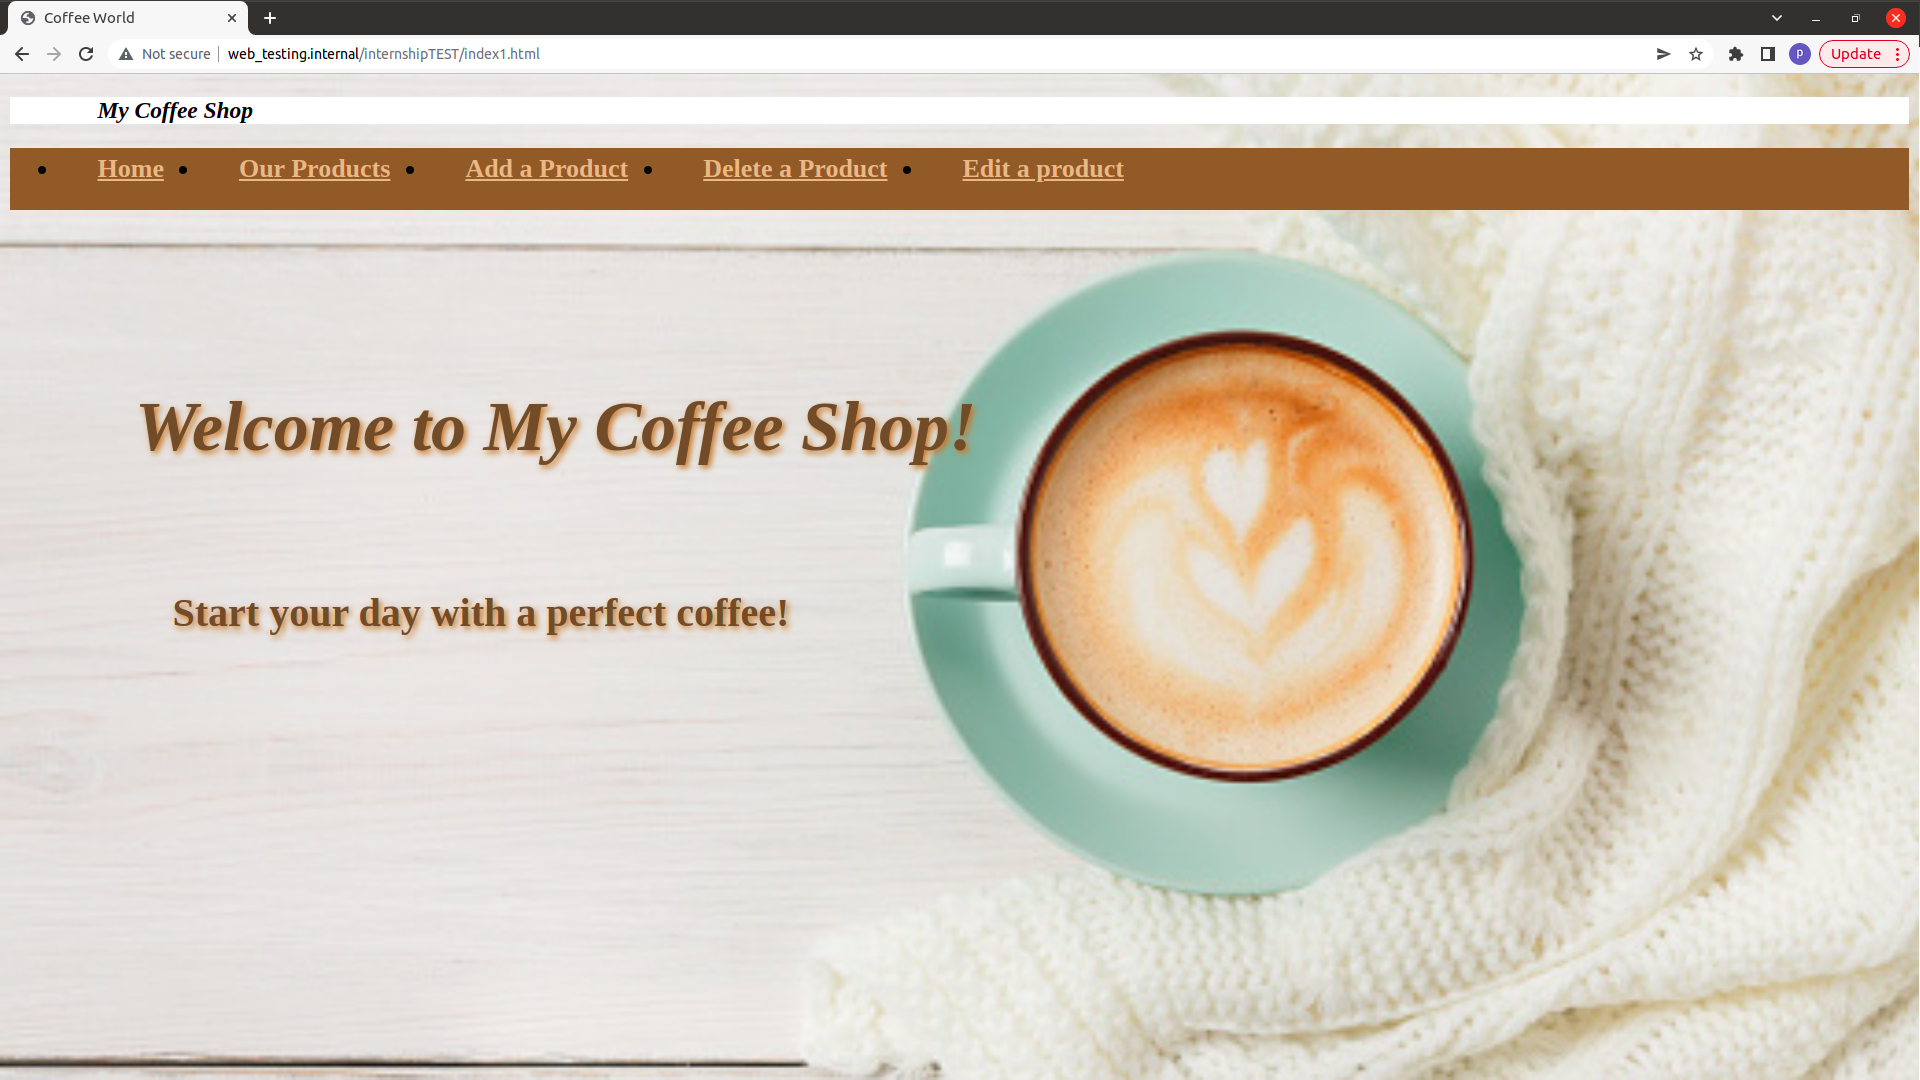 Coffee World
Not secure
web_testing.internal/internshipTEST/index1.html
P
Update
My Coffee Shop
Home Our Products Add a Product Delete a Product Edit a product
Welcome to My Coffee Shop!
Start your day with a perfect coffee!